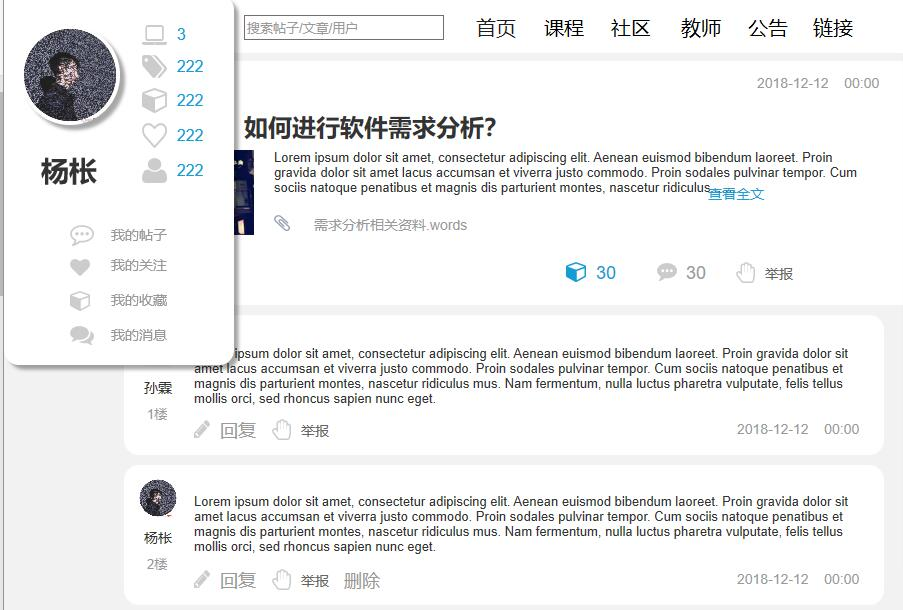 3
222
222
222
222
杨枨
我的帖子
我的关注
我的收藏
我的消息
搜索帖子/文章/用户
首页 课程 社区 教师 公告 链接
2018-12-12 00:00
如何进行软件需求分析？
Lorem ipsum dolor sit amet, consectetur adipiscing elit. Aenean euismod bibendum laoreet. Proin
gravida dolor sit amet lacus accumsan et viverra justo commodo. Proin sodales pulvinar tempor. Cum
sociis natoque penatibus et magnis dis parturient montes, nascetur ridiculus
查看全文
需求分析相关资料.words
30 30 举报
ipsum dolor sit amet, consectetur adipiscing elit. Aenean euismod bibendum laoreet. Proin gravida dolor sit
amet lacus accumsan et viverra justo commodo. Proin sodales pulvinar tempor. Cum sociis natoque penatibus et
magnis dis parturient montes, nascetur ridiculus mus. Nam fermentum, nulla luctus pharetra vulputate, felis tellus
mollis orci, sed rhoncus sapien nunc eget.
孙霖
1楼
回复 举报 2018-12-12 00:00
Lorem ipsum dolor sit amet, consectetur adipiscing elit. Aenean euismod bibendum laoreet. Proin gravida dolor sit
amet lacus accumsan et viverra justo commodo. Proin sodales pulvinar tempor. Cum sociis natoque penatibus et
magnis dis parturient montes, nascetur ridiculus mus. Nam fermentum, nulla luctus pharetra vulputate, felis tellus
mollis orci, sed rhoncus sapien nunc eget.
杨枨
2楼
回复 举报 删除 2018-12-12 00:00